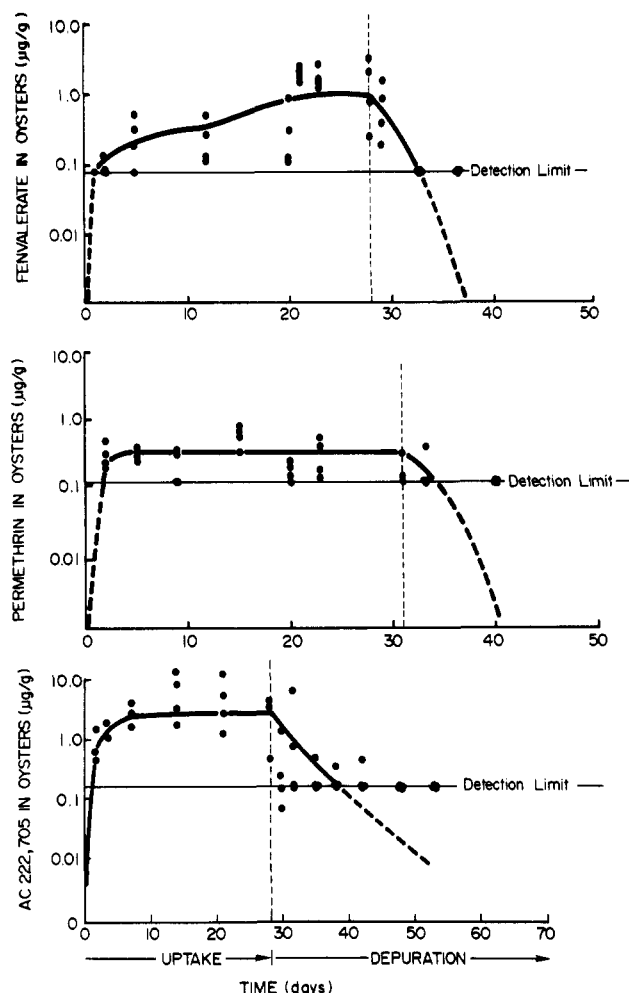 FENVALERATE IN OYSTERS (µg/g)
10.0
1.0
0.1
0.01
Detection Limit
0 10 20 30 40 50
PERMETHRIN IN OYSTERS (µg/g)
10.0
1.0
0.1
0.01
Detection Limit
0 10 20 30 40 50
AC 222,705 IN OYSTERS (µg/g)
10.0
1.0
0.1
0.01
0
Detection Limit
0 10 20 30 40 50 60 70
UPTAKE DEPURATION
TIME (days)